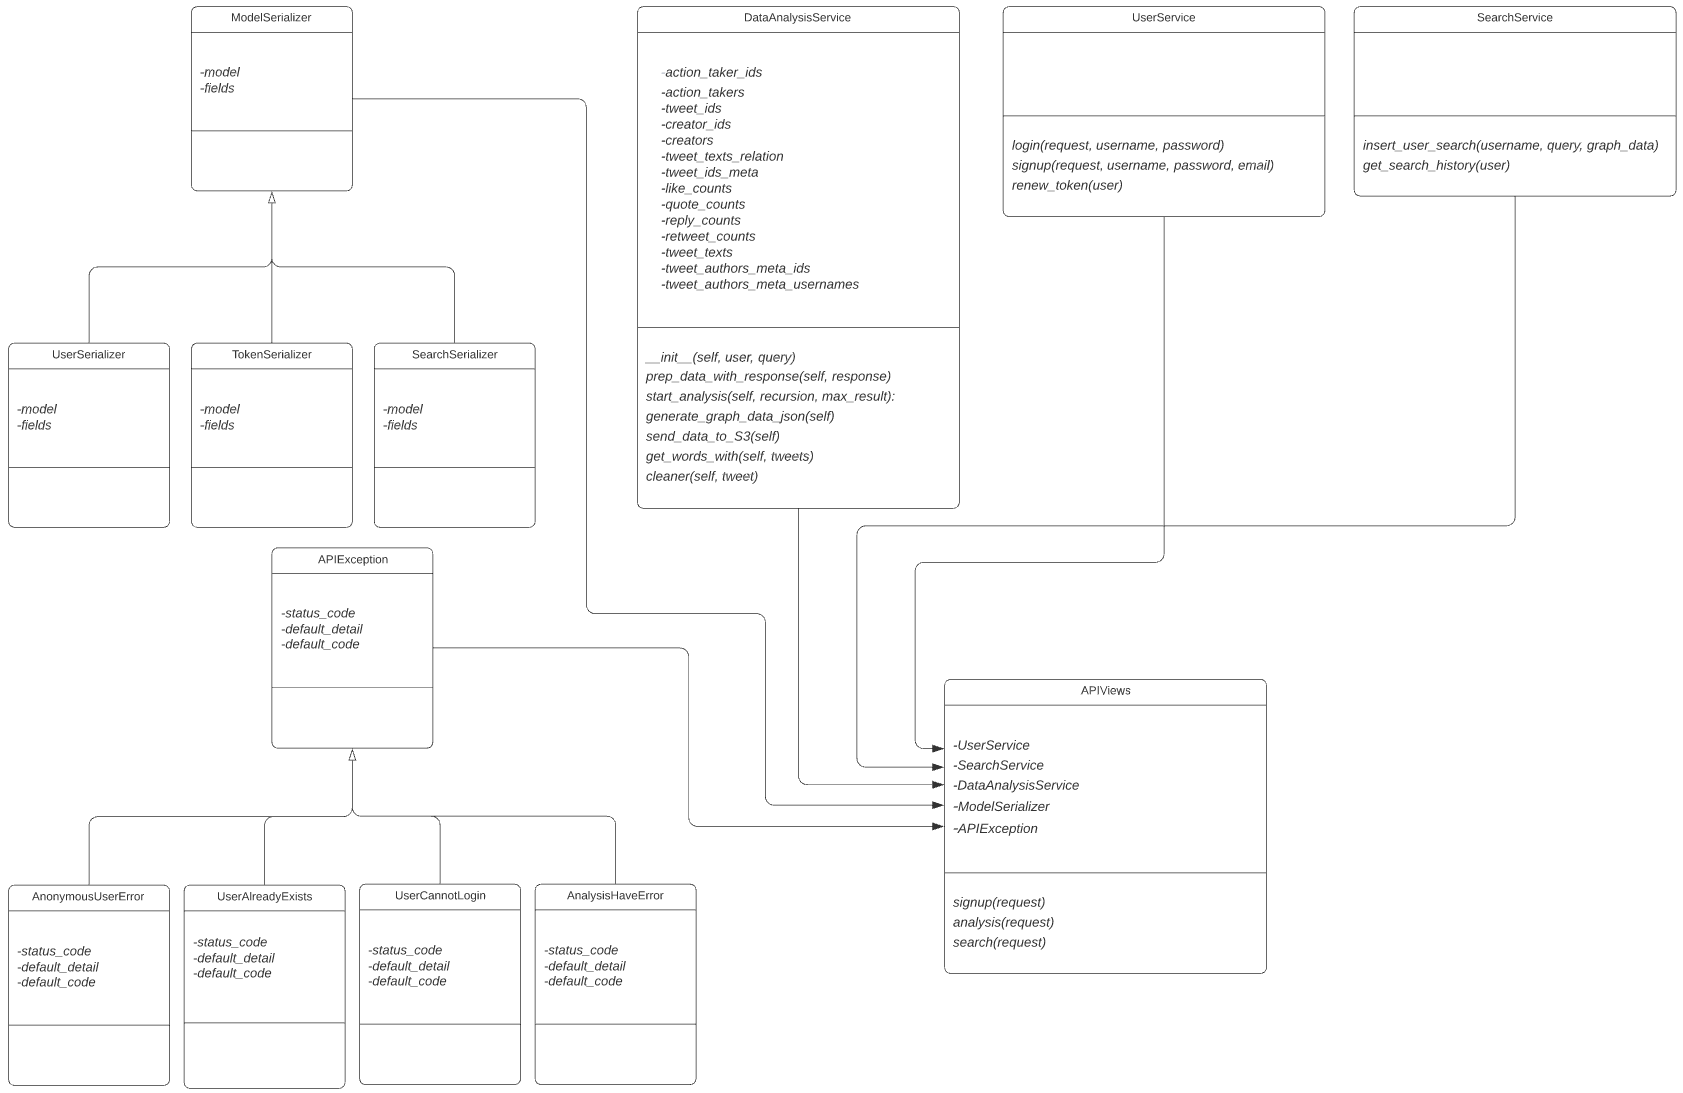 ModelSerializer
-model
-fields
DataAnalysisService
-action_taker_ids
-action_takers
-tweet_ids
-creator_ids
-creators
-tweet_texts_relation
-tweet_ids_meta
-like_counts
-quote_counts
-reply_counts
-retweet_counts
-tweet_texts
-tweet_authors_meta_ids
-tweet_authors_meta_usernames
__init__(self, user, query)
prep_data_with_response(self, response)
start_analysis(self, recursion, max_result):
generate_graph_data_json(self)
send_data_to_S3(self)
get_words_with(self, tweets)
cleaner(self, tweet)
UserService
login(request, username, password)
signup(request, username, password, email)
renew_token(user)
SearchService
insert_user_search(username, query, graph_data)
get_search_history(user)
UserSerializer
-model
-fields
TokenSerializer
-model
-fields
SearchSerializer
-model
-fields
APIException
-status_code
-default_detail
-default_code
APIViews
-UserService
-SearchService
-DataAnalysisService
-ModelSerializer
-APIException
signup(request)
analysis(request)
search(request)
AnonymousUserError
-status_code
-default_detail
-default_code
UserAlreadyExists
-status_code
-default_detail
-default_code
UserCannotLogin
-status_code
-default_detail
-default_code
AnalysisHaveError
-status_code
-default_detail
-default_code